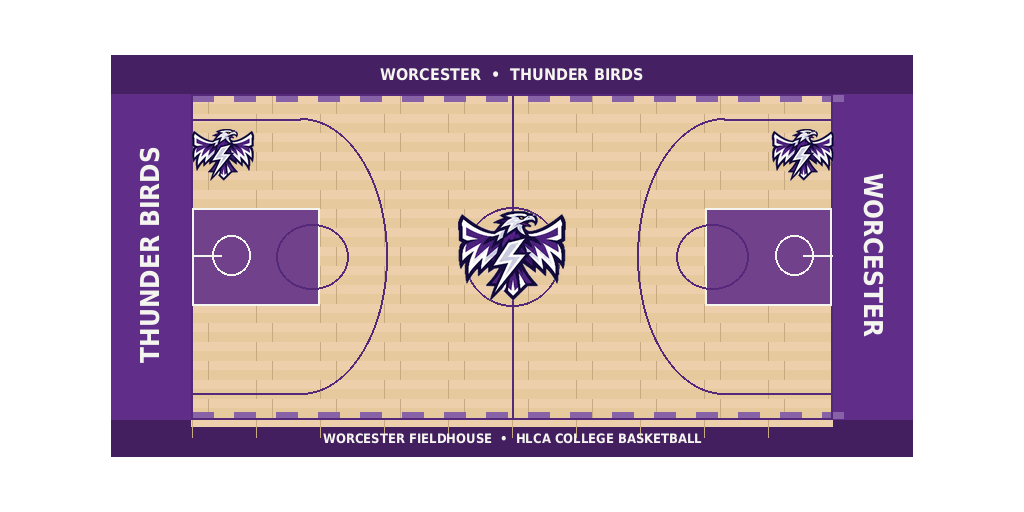 WORCESTER • THUNDER BIRDS
THUNDER BIRDS
WORCESTER
WORCESTER FIELDHOUSE • HLCA COLLEGE BASKETBALL